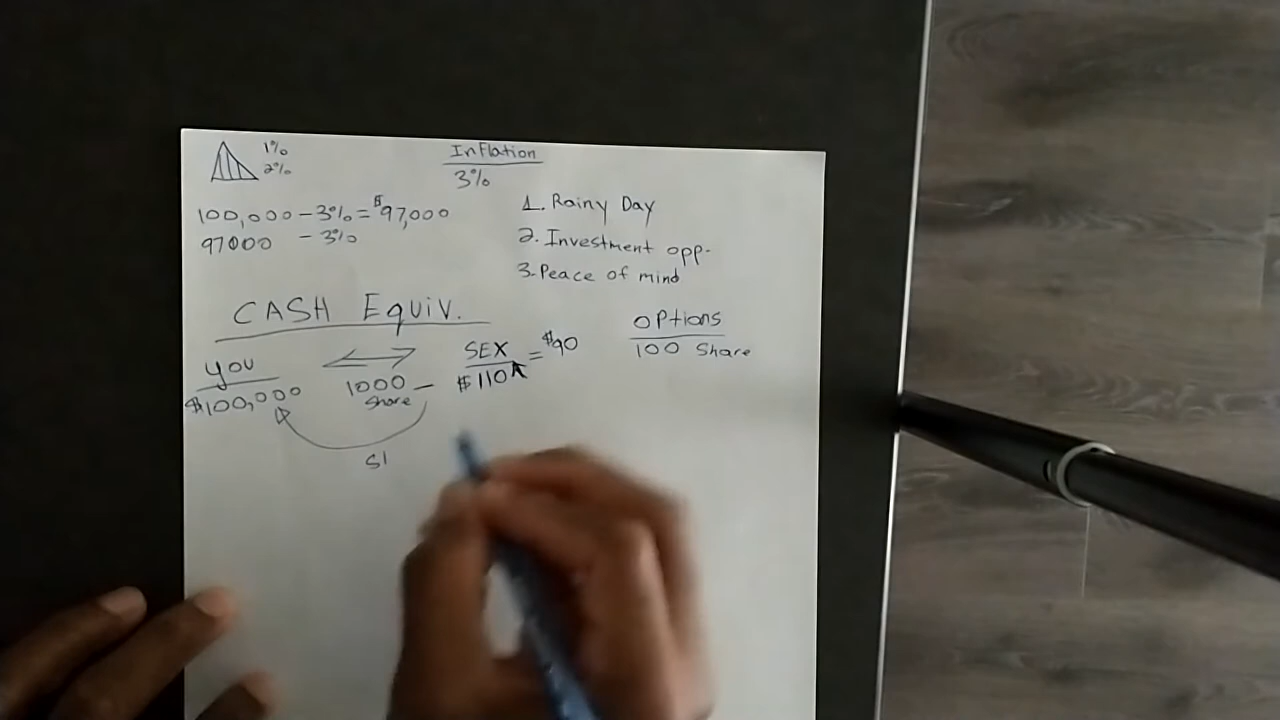 1%
2%
Inflation
3%
100,000 - 3% = $97,000
97000 - 3%
1. Rainy Day
2. Investment opp-
3. Peace of mind
CASH Equiv.
you
$100,000
1000
Share
SEX = $90
$110
options
100 Share